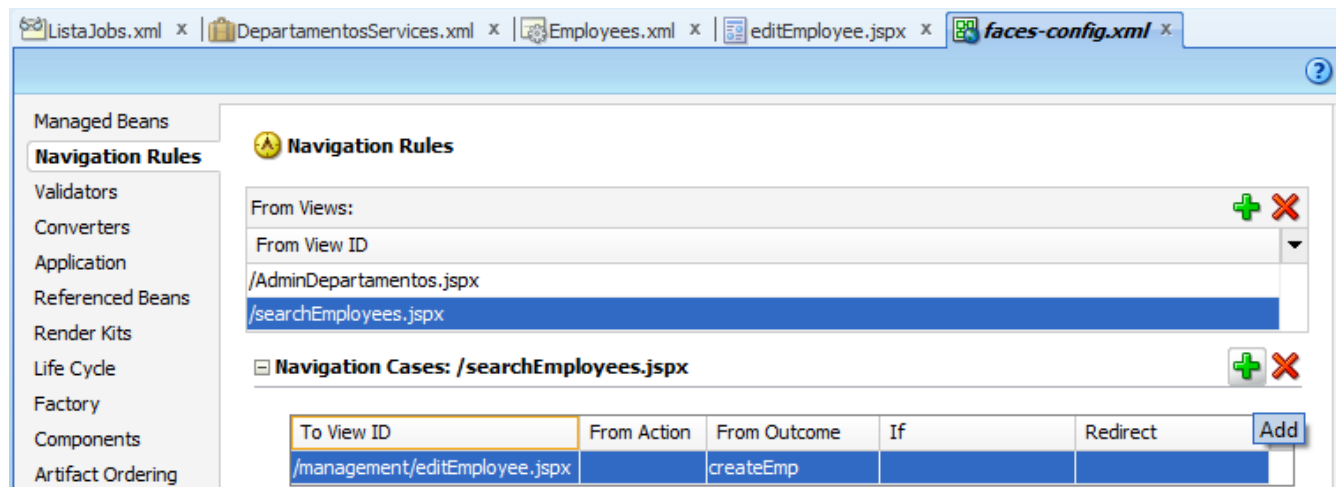 ListaJobs.xml x DepartamentosServices.xml x Employees.xml x editEmployee.jspx x faces-config.xml x
?
Managed Beans
Navigation Rules
Validators
Converters
Application
Referenced Beans
Render Kits
Life Cycle
Factory
Components
Artifact Ordering
Navigation Rules
From Views:
From View ID
/AdminDepartamentos.jspx
/searchEmployees.jspx
Navigation Cases: /searchEmployees.jspx
To View ID From Action From Outcome If Redirect Add
/management/editEmployee.jspx createEmp